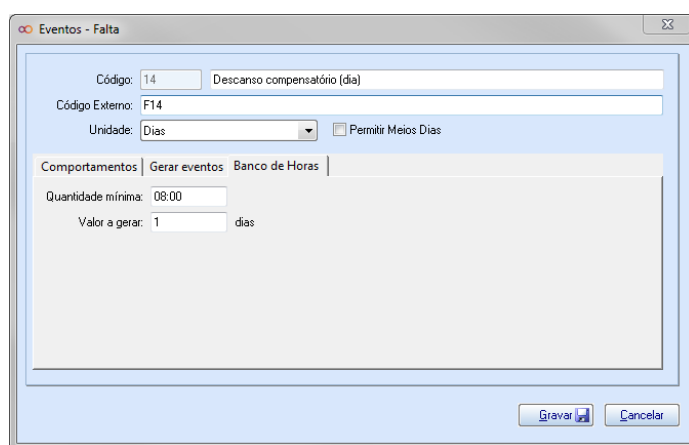 Eventos - Falta
Código: 14 Descanso compensatório (dia)
Código Externo: F14
Unidade: Dias Permitir Meios Dias
Comportamentos Gerar eventos Banco de Horas
Quantidade mínima: 08:00
Valor a gerar: 1 dias
Gravar Cancelar